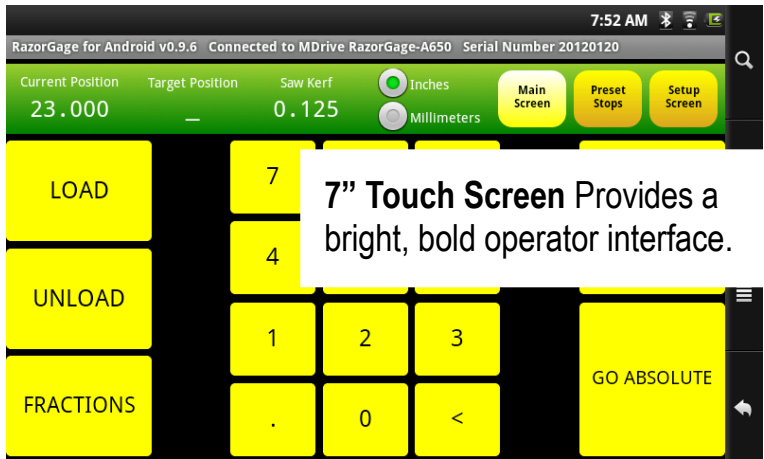 7:52 AM
RazorGage for Android v0.9.6 Connected to MDrive RazorGage-A650 Serial Number 20120120
Current Position Target Position Saw Kerf Inches
23.000 _ 0.125 Millimeters
Main Screen
Preset Stops
Setup Screen
LOAD
7
7” Touch Screen Provides a
bright, bold operator interface.
4
UNLOAD
1 2 3
GO ABSOLUTE
FRACTIONS
. 0 <